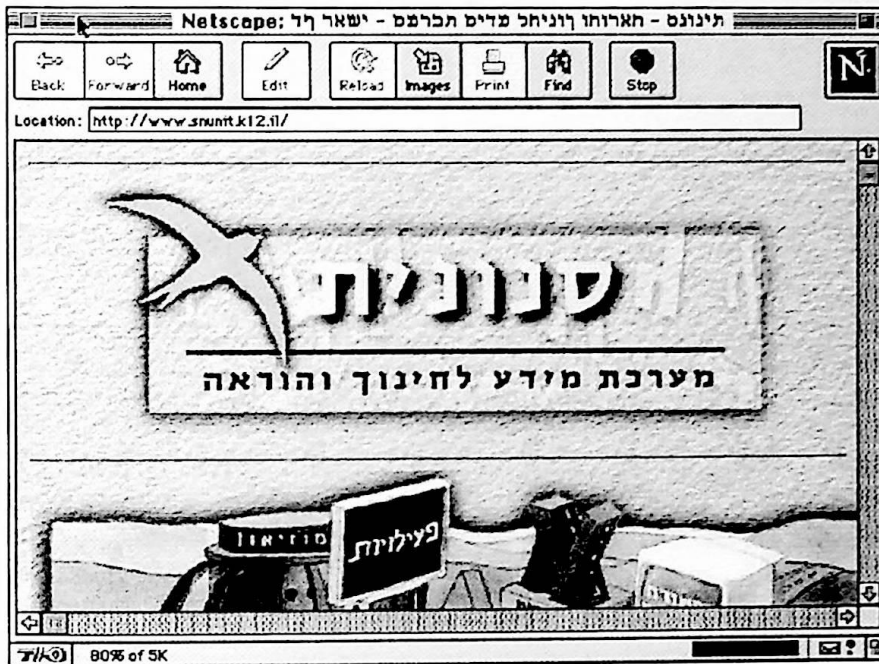 Netscape:
Back Forward Home Edit Reload Images Print Find Stop N
Location: http://www.snunit.k12.il/
סנונית
מערכת מידע לחינוך והוראה
מוזיאון
פעילויות
80% of 5K